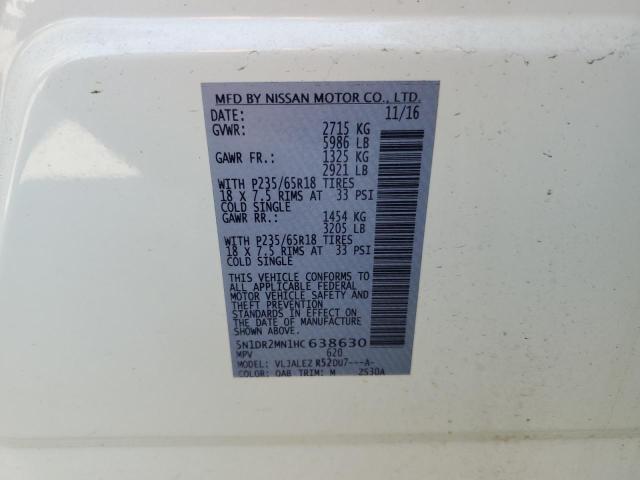 MFD BY NISSAN MOTOR CO., LTD.
DATE: 11/16
GVWR: 2715 KG
5986 LB
GAWR FR.: 1325 KG
2921 LB
WITH P235/65R18 TIRES
18 X 7.5 RIMS AT 33 PSI
COLD SINGLE
GAWR RR.: 1454 KG
3205 LB
WITH P235/65R18 TIRES
18 X 7.5 RIMS AT 33 PSI
COLD SINGLE
THIS VEHICLE CONFORMS TO
ALL APPLICABLE FEDERAL
MOTOR VEHICLE SAFETY AND
THEFT PREVENTION
STANDARDS IN EFFECT ON
THE DATE OF MANUFACTURE
SHOWN ABOVE.
5N1DR2MN1HC 638630
MPV 620
MODEL: VLJALEZ R52DU7---A-
COLOR: QAB TRIM: M 2S30A